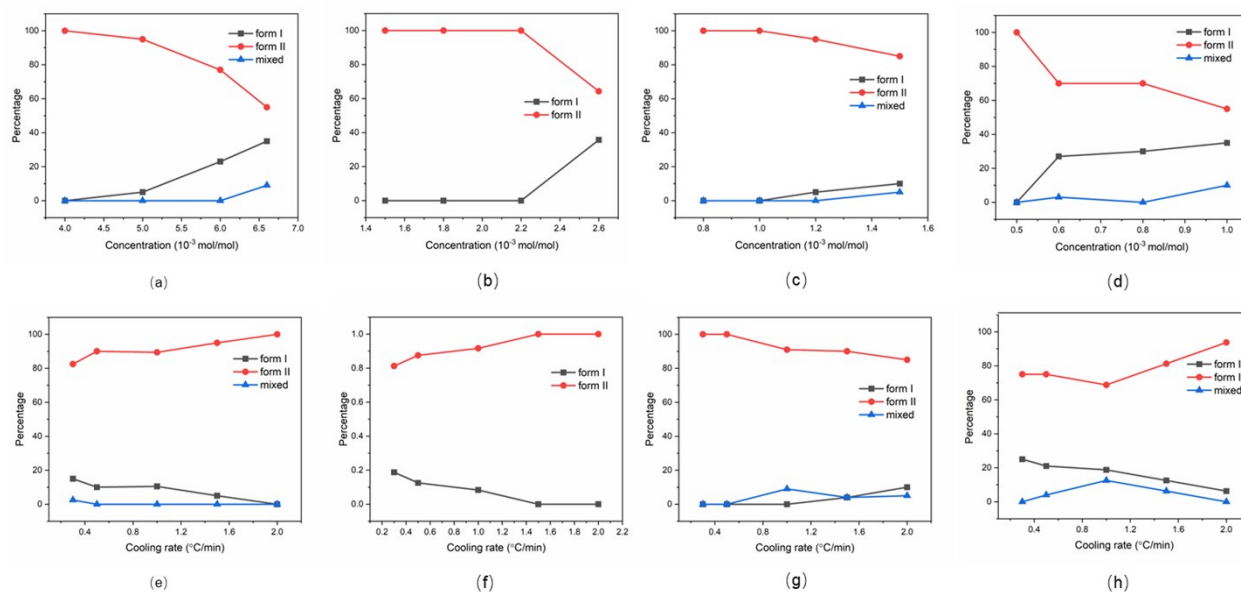 Percentage
100
80
60
40
20
0
form I
form II
mixed
4.0 4.5 5.0 5.5 6.0 6.5 7.0
Concentration (10⁻³ mol/mol)
(a)
Percentage
100
80
60
40
20
0
form I
form II
1.4 1.6 1.8 2.0 2.2 2.4 2.6
Concentration (10⁻³ mol/mol)
(b)
Percentage
100
80
60
40
20
0
form I
form II
mixed
0.8 1.0 1.2 1.4 1.6
Concentration (10⁻³ mol/mol)
(c)
Percentage
100
80
60
40
20
0
form I
form II
mixed
0.5 0.6 0.7 0.8 0.9 1.0
Concentration (10⁻³ mol/mol)
(d)
Percentage
100
80
60
40
20
0
form I
form II
mixed
0.4 0.8 1.2 1.6 2.0
Cooling rate (°C/min)
(e)
Percentage
1.0
0.8
0.6
0.4
0.2
0.0
form I
form II
0.2 0.4 0.6 0.8 1.0 1.2 1.4 1.6 1.8 2.0 2.2
Cooling rate (°C/min)
(f)
Percentage
100
80
60
40
20
0
form I
form II
mixed
0.4 0.8 1.2 1.6 2.0
Cooling rate (°C/min)
(g)
Percentage
100
80
60
40
20
0
form I
form I
mixed
0.4 0.8 1.2 1.6 2.0
Cooling rate (°C/min)
(h)